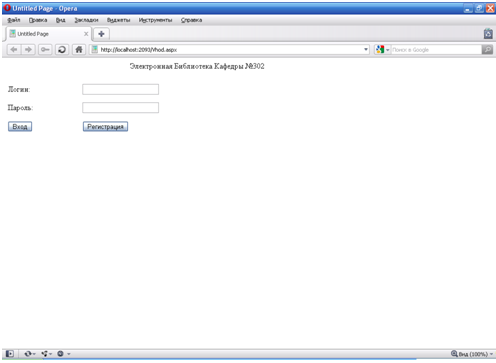 Untitled Page - Opera
Файл Правка Вид Закладки Виджеты Инструменты Справка
Untitled Page
http://localhost:2093/Vhod.aspx
Поиск в Google
Электронная Библиотека Кафедры №302
Логин:
Пароль:
Вход Регистрация
Вид (100%)